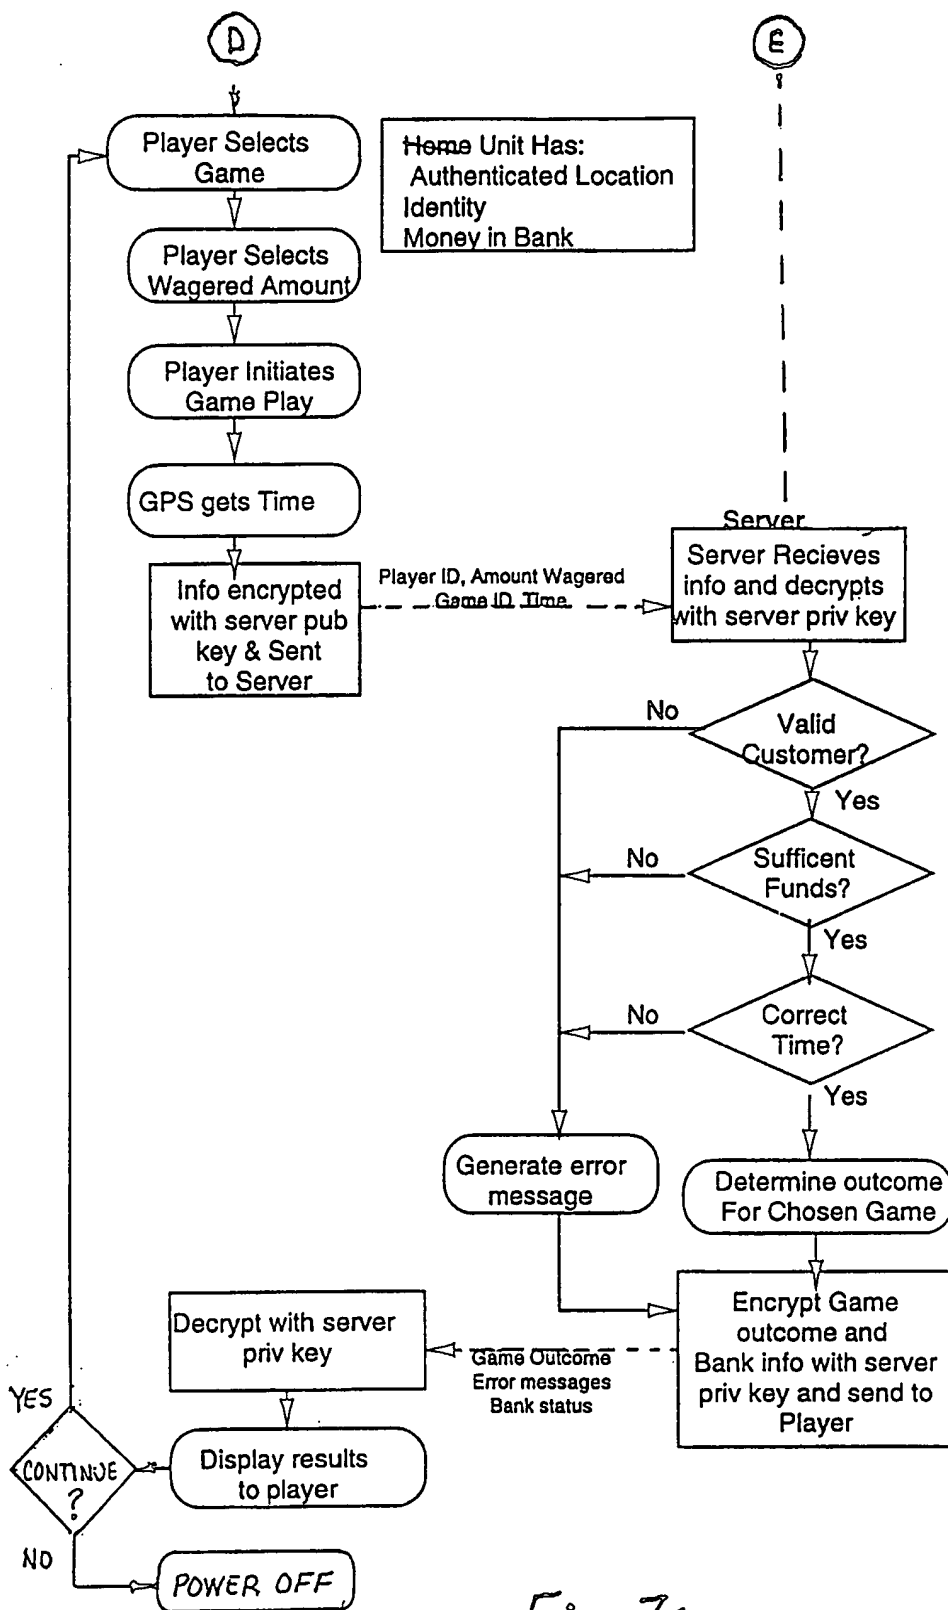 D
E
Player Selects
Game
Home Unit Has:
Authenticated Location
Identity
Money in Bank
Player Selects
Wagered Amount
Player Initiates
Game Play
GPS gets Time
Server
Info encrypted
with server pub
key & Sent
to Server
Player ID, Amount Wagered
Game ID, Time
Server Recieves
info and decrypts
with server priv key
Valid
Customer?
No
Yes
Sufficent
Funds?
No
Yes
Correct
Time?
No
Yes
Generate error
message
Determine outcome
For Chosen Game
Encrypt Game
outcome and
Bank info with server
priv key and send to
Player
Game Outcome
Error messages
Bank status
Decrypt with server
priv key
Display results
to player
YES
CONTINUE
?
NO
POWER OFF